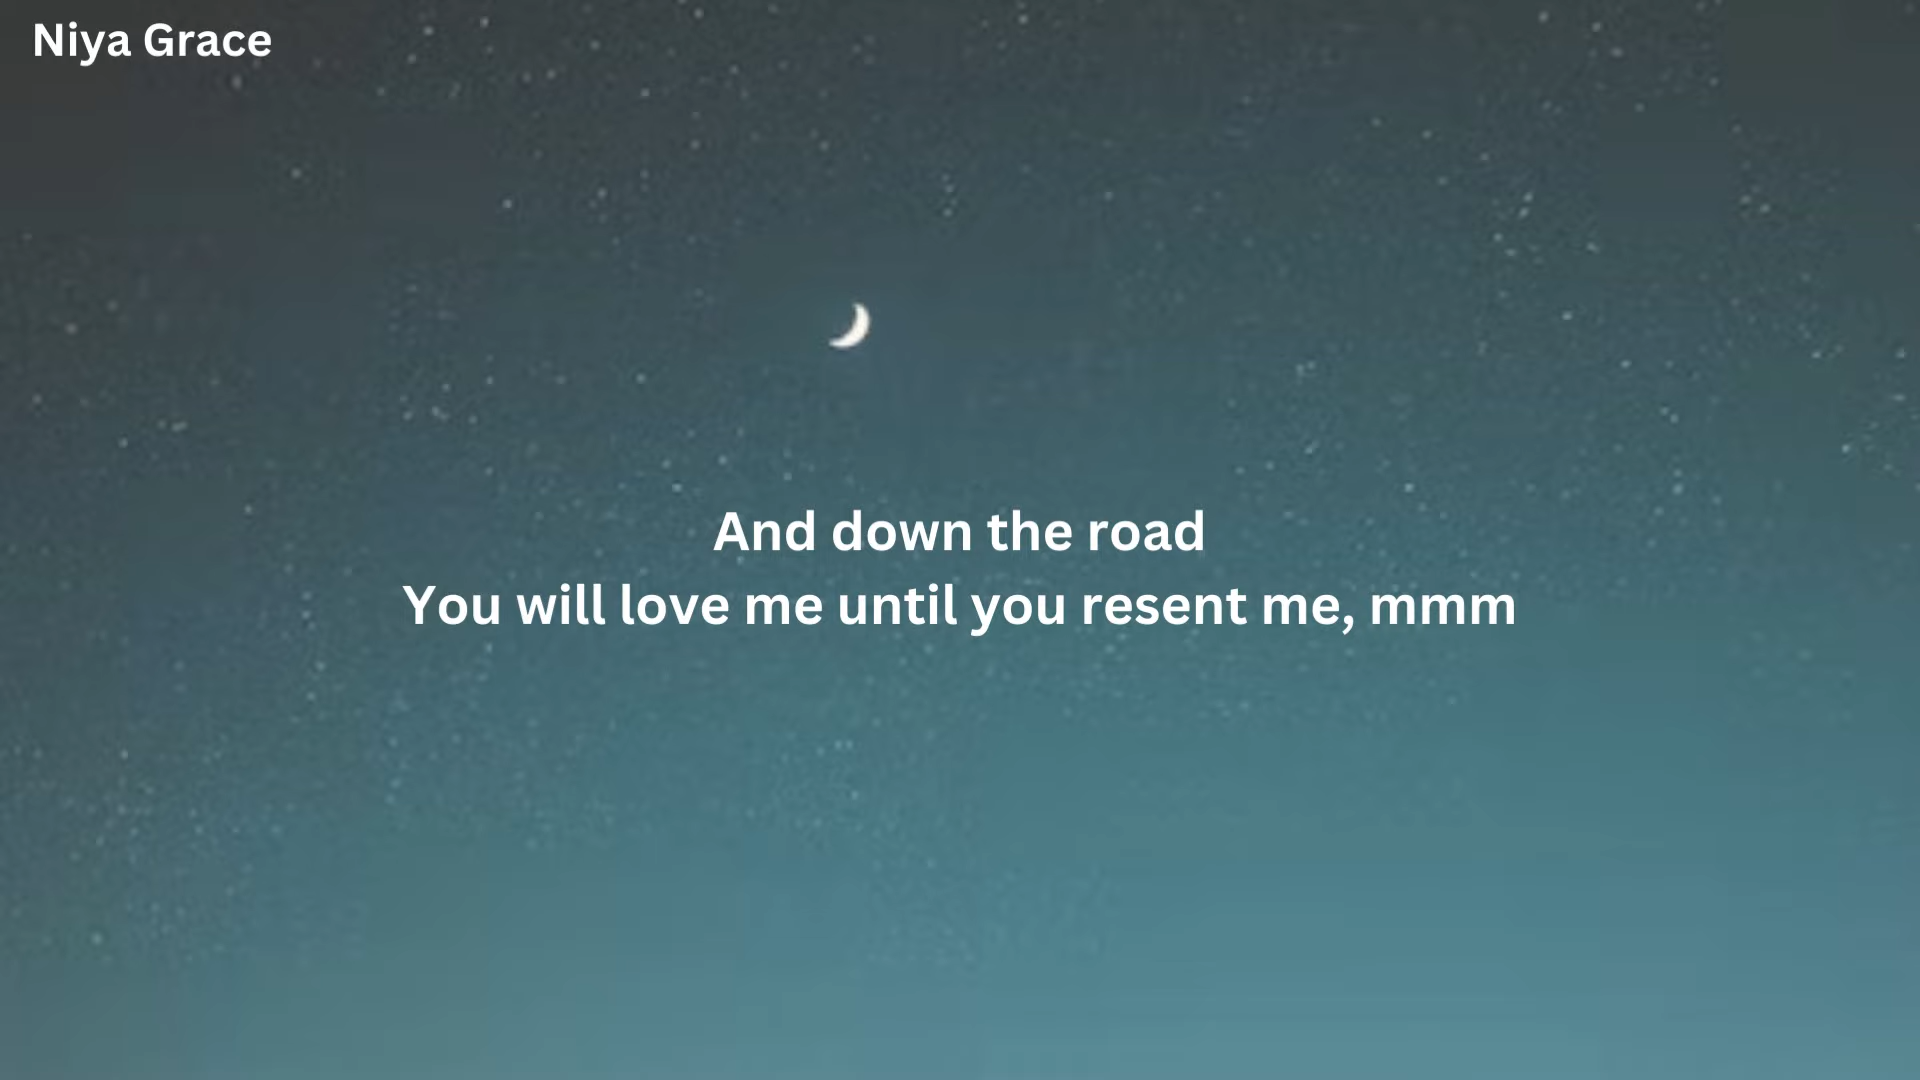 Niya Grace
And down the road
You will love me until you resent me, mmm